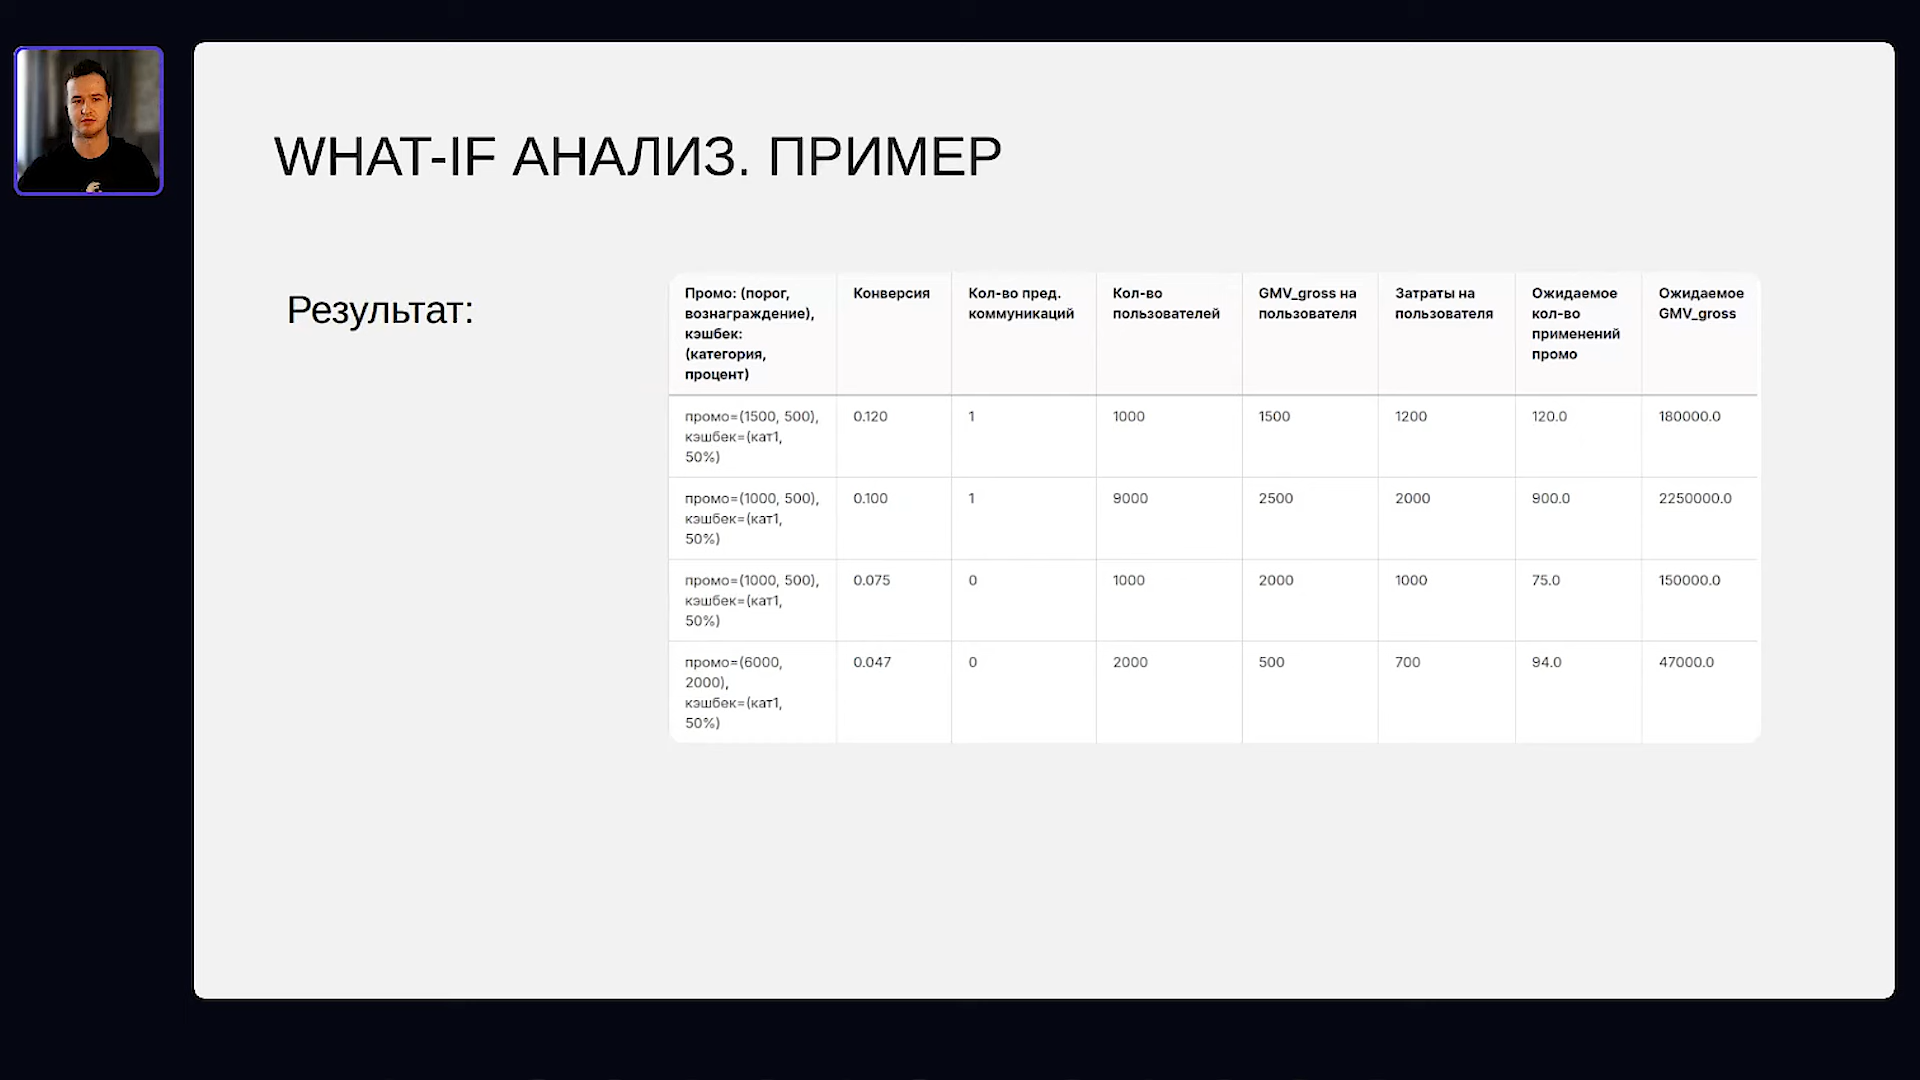 WHAT-IF АНАЛИЗ. ПРИМЕР
Результат:
Промо: (порог,
вознаграждение),
кэшбек:
(категория,
процент)
Конверсия
Кол-во пред.
коммуникаций
Кол-во
пользователей
GMV_gross на
пользователя
Затраты на
пользователя
Ожидаемое
кол-во
применений
промо
Ожидаемое
GMV_gross
промо=(1500, 500),
кэшбек=(кат1,
50%)
0.120
1
1000
1500
1200
120.0
180000.0
промо=(1000, 500),
кэшбек=(кат1,
50%)
0.100
1
9000
2500
2000
900.0
2250000.0
промо=(1000, 500),
кэшбек=(кат1,
50%)
0.075
0
1000
2000
1000
75.0
150000.0
промо=(6000,
2000),
кэшбек=(кат1,
50%)
0.047
0
2000
500
700
94.0
47000.0